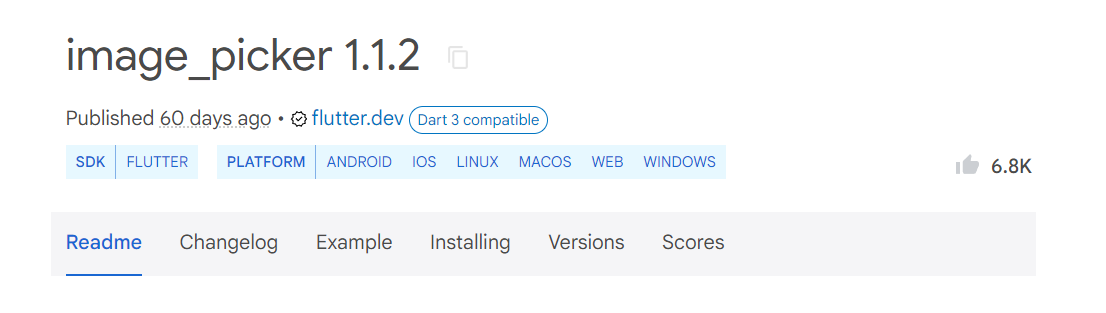 image_picker 1.1.2
Published 60 days ago • flutter.dev Dart 3 compatible
SDK FLUTTER PLATFORM ANDROID IOS LINUX MACOS WEB WINDOWS
6.8K
Readme Changelog Example Installing Versions Scores